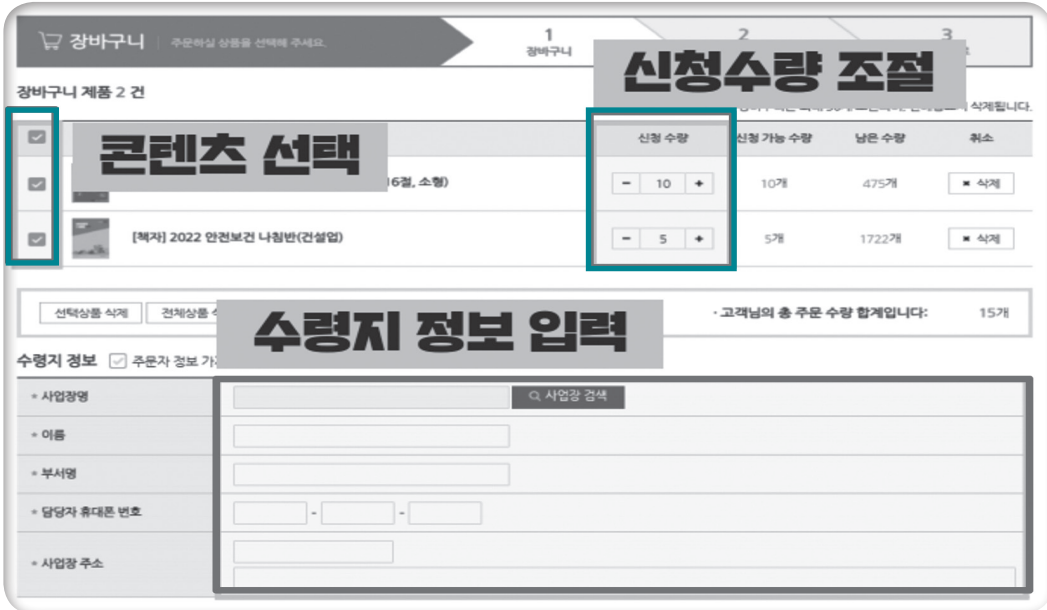 장바구니 주문하실 상품을 선택해 주세요.
1 2 3
장바구니
신청수량 조절
장바구니 제품 2 건
삭제됩니다.
콘텐츠 선택
신청 수량 신청 가능 수량 남은 수량 취소
6절, 소형) - 10 + 10개 475개 × 삭제
[책자] 2022 안전보건 나침반(건설업) - 5 + 5개 1722개 × 삭제
선택상품 삭제 전체상품
· 고객님의 총 주문 수량 합계입니다: 15개
수령지 정보 입력
수령지 정보 주문자 정보
* 사업장명 사업장 검색
* 이름
* 부서명
* 담당자 휴대폰 번호 - -
* 사업장 주소